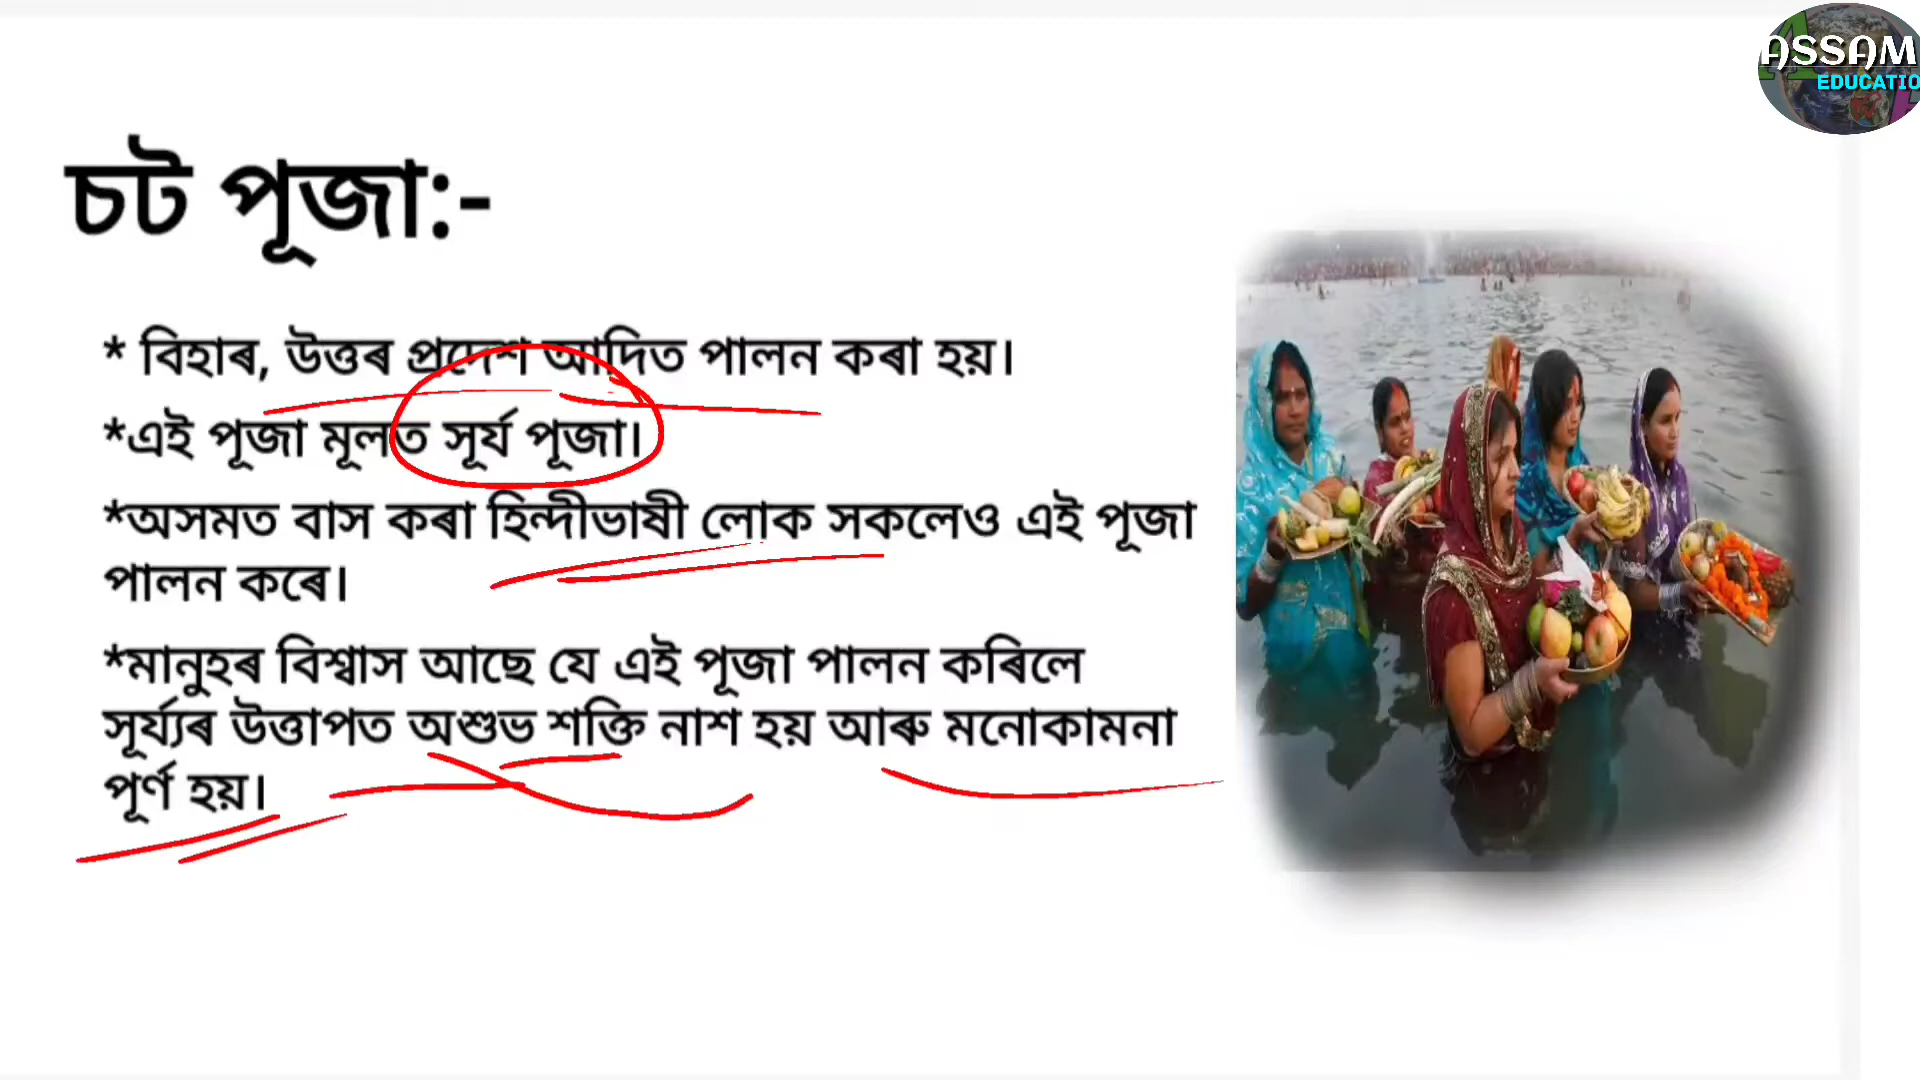 ASSAM
EDUCATIO
চট পূজা:-
* বিহাৰ, উত্তৰ প্ৰদেশ আদিত পালন কৰা হয়।
*এই পূজা মূলত সূৰ্য পূজা।
*অসমত বাস কৰা হিন্দীভাষী লোক সকলেও এই পূজা
পালন কৰে।
*মানুহৰ বিশ্বাস আছে যে এই পূজা পালন কৰিলে
সূৰ্য্যৰ উত্তাপত অশুভ শক্তি নাশ হয় আৰু মনোকামনা
পূৰ্ণ হয়।